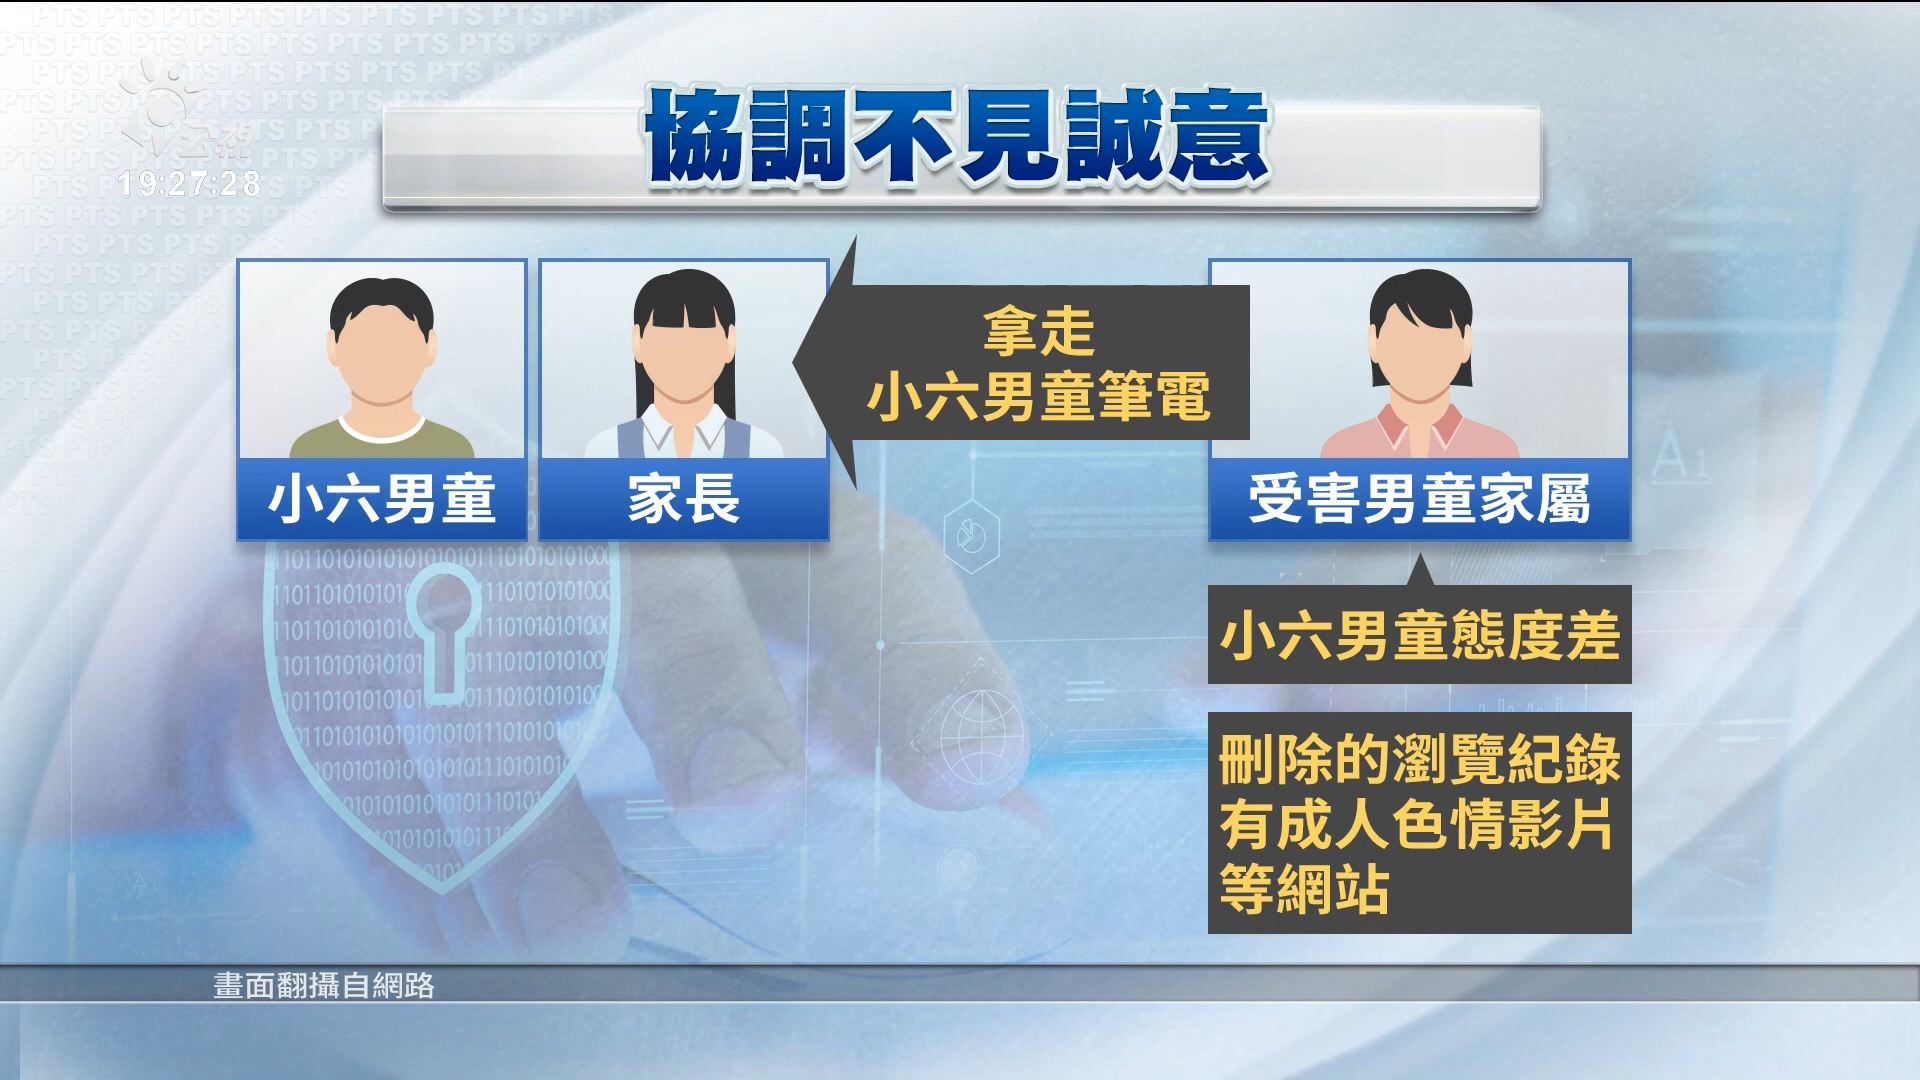 公視
19:27:28
協調不見誠意
小六男童
家長
拿走
小六男童筆電
受害男童家屬
小六男童態度差
刪除的瀏覽紀錄
有成人色情影片
等網站
畫面翻攝自網路